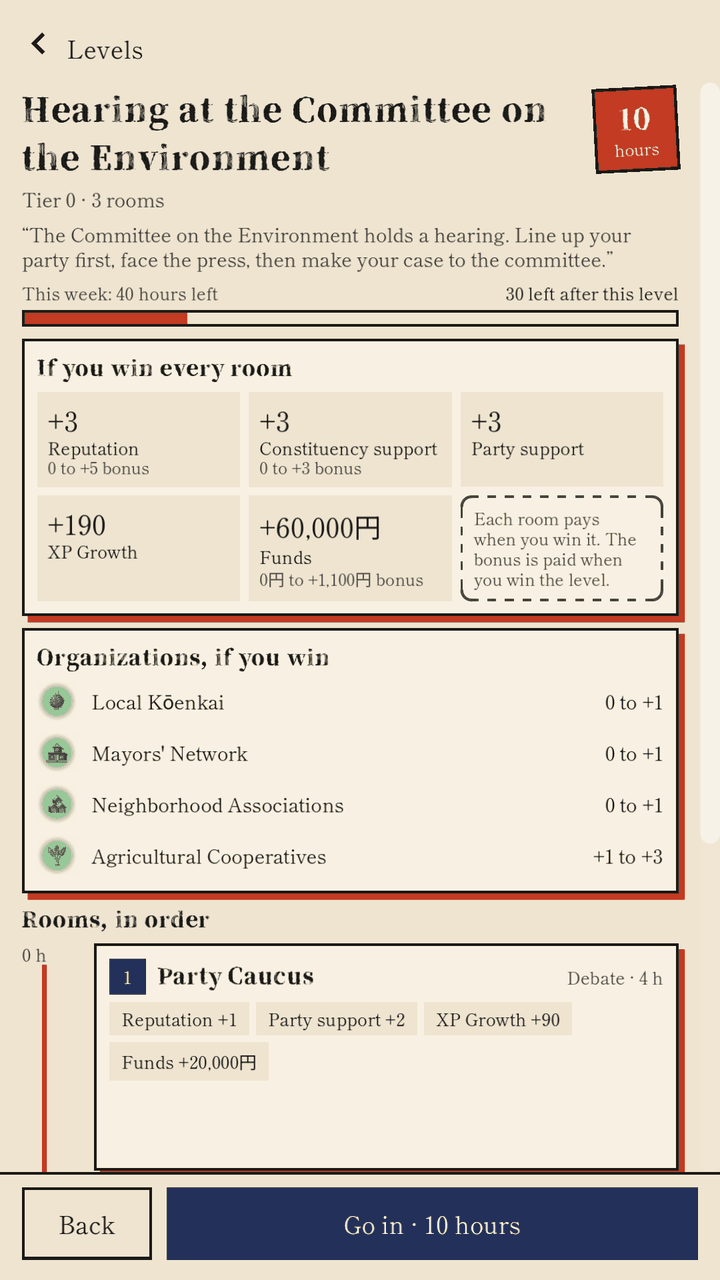 Levels
Hearing at the Committee on
the Environment
10
hours
Tier 0 · 3 rooms
“The Committee on the Environment holds a hearing. Line up your
party first, face the press, then make your case to the committee.”
This week: 40 hours left
30 left after this level
If you win every room
+3
Reputation
0 to +5 bonus
+3
Constituency support
0 to +3 bonus
+3
Party support
+190
XP Growth
+60,000円
Funds
0円 to +1,100円 bonus
Each room pays
when you win it. The
bonus is paid when
you win the level.
Organizations, if you win
Local Kōenkai
0 to +1
Mayors' Network
0 to +1
Neighborhood Associations
0 to +1
Agricultural Cooperatives
+1 to +3
Rooms, in order
0 h
1
Party Caucus
Debate · 4 h
Reputation +1
Party support +2
XP Growth +90
Funds +20,000円
Back
Go in · 10 hours